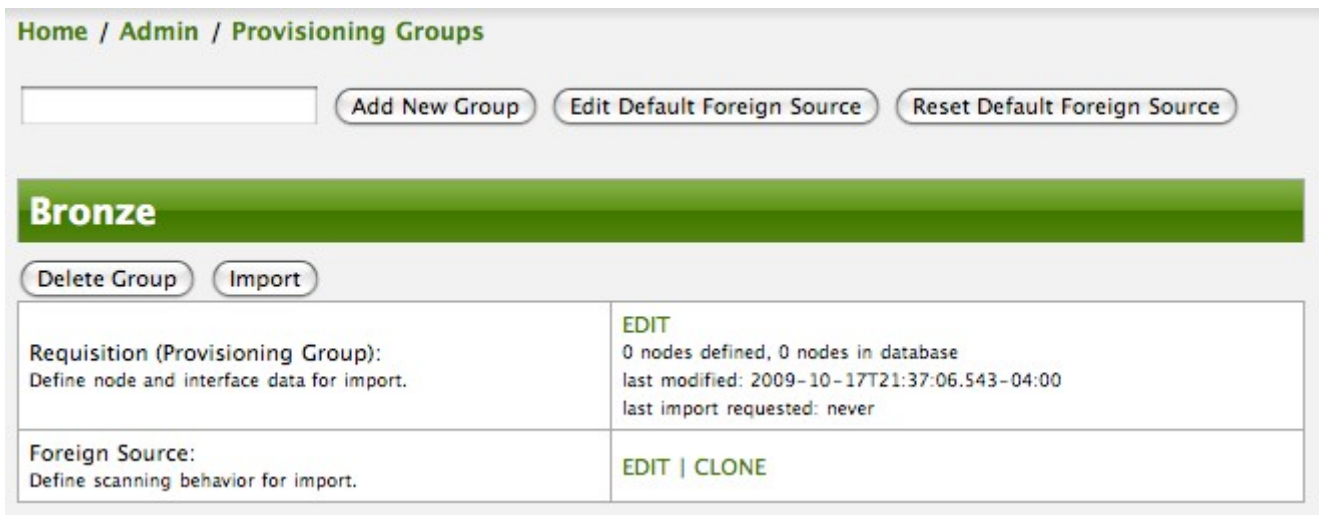 Home / Admin / Provisioning Groups
Add New Group Edit Default Foreign Source Reset Default Foreign Source
Bronze
Delete Group Import
Requisition (Provisioning Group):
Define node and interface data for import.
EDIT
0 nodes defined, 0 nodes in database
last modified: 2009-10-17T21:37:06.543-04:00
last import requested: never
Foreign Source:
Define scanning behavior for import.
EDIT | CLONE